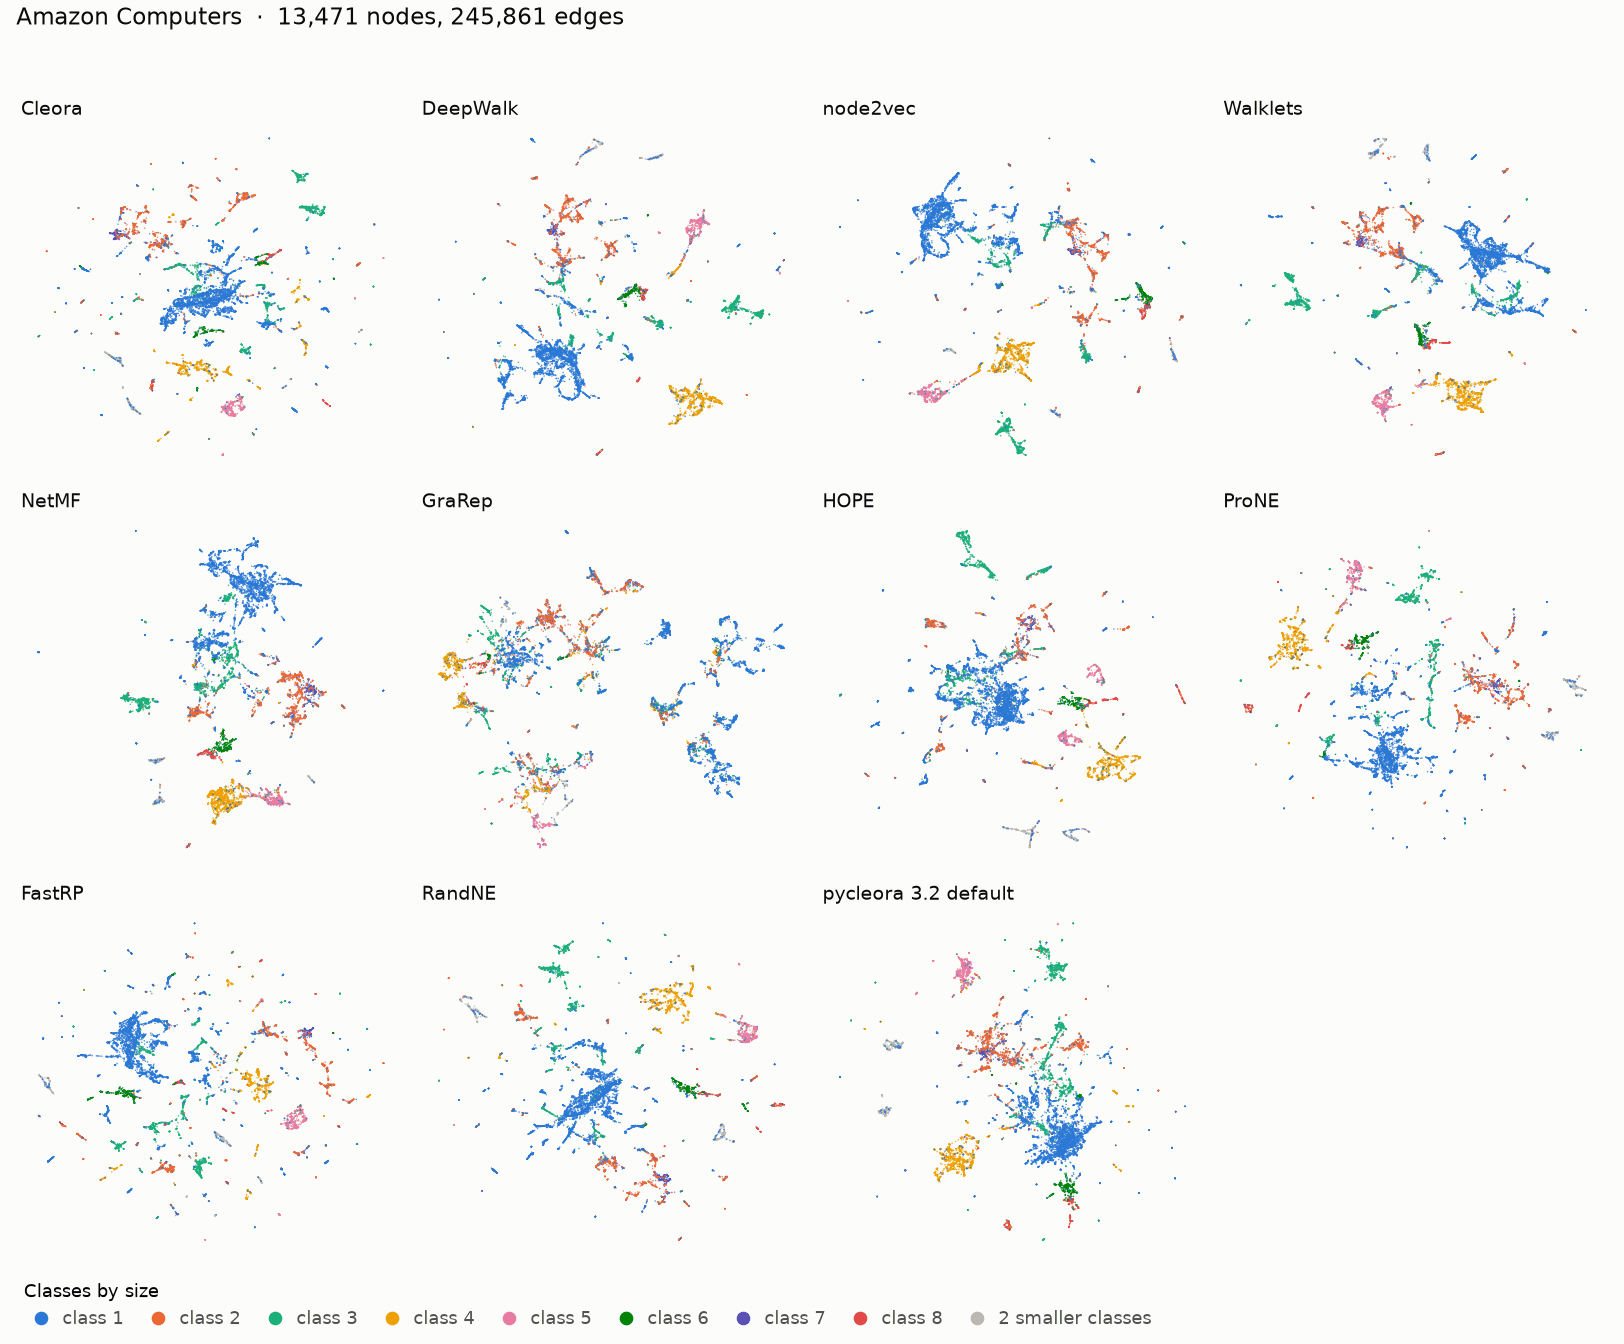 Amazon Computers · 13,471 nodes, 245,861 edges
Cleora
DeepWalk
node2vec
Walklets
NetMF
GraRep
HOPE
ProNE
FastRP
RandNE
pycleora 3.2 default
Classes by size
class 1
class 2
class 3
class 4
class 5
class 6
class 7
class 8
2 smaller classes